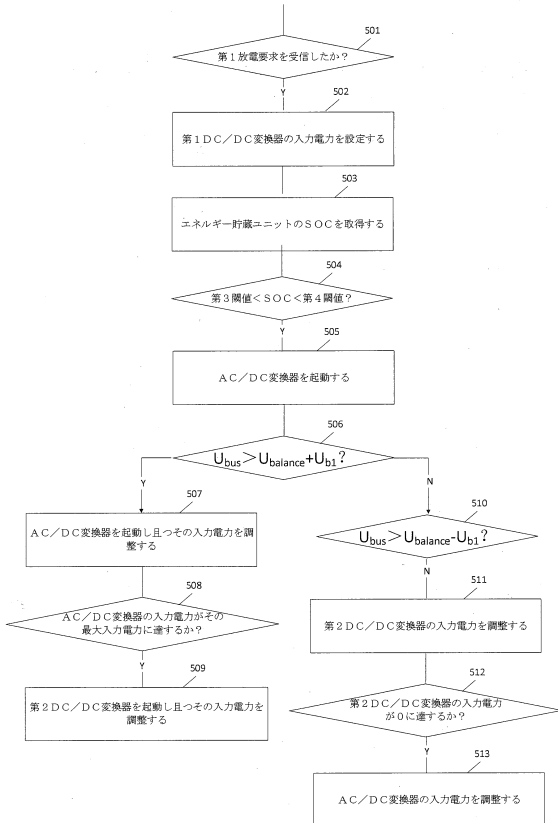 501
第1放電要求を受信したか?
Y
502
第1DC/DC変換器の入力電力を設定する
503
エネルギー貯蔵ユニットのSOCを取得する
504
第3閾値<SOC<第4閾値?
Y
505
AC/DC変換器を起動する
506
Ubus>Ubalance+Ub1?
Y
N
507
AC/DC変換器を起動し且つその入力電力を調
整する
508
AC/DC変換器の入力電力がその
最大入力電力に達するか?
Y
509
第2DC/DC変換器を起動し且つその入力電力を
調整する
510
Ubus>Ubalance-Ub1?
N
511
第2DC/DC変換器の入力電力を調整する
512
第2DC/DC変換器の入力電力
が0に達するか?
Y
513
AC/DC変換器の入力電力を調整する